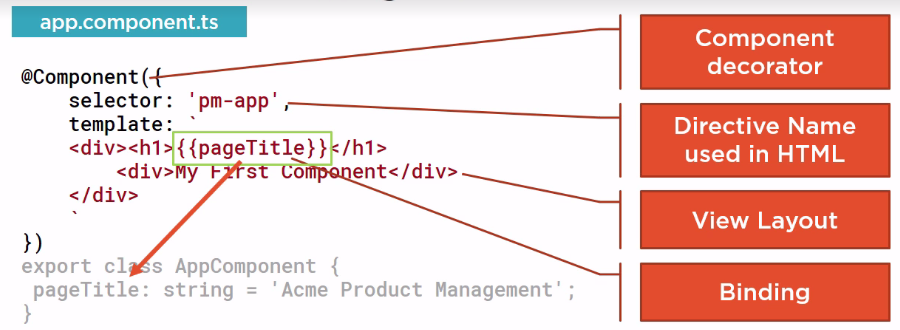 app.component.ts
@Component({
selector: 'pm-app',
template: `
<div><h1>{{pageTitle}}</h1>
<div>My First Component</div>
</div>
`
})
export class AppComponent {
pageTitle: string = 'Acme Product Management';
}
Component
decorator
Directive Name
used in HTML
View Layout
Binding